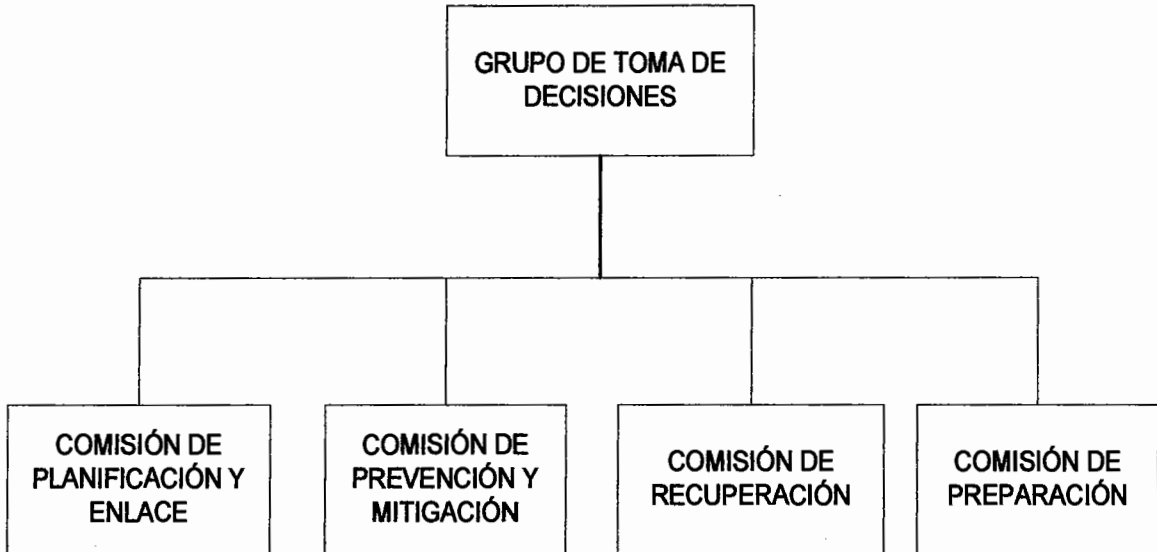 GRUPO DE TOMA DE
DECISIONES
COMISIÓN DE
PLANIFICACIÓN Y
ENLACE
COMISIÓN DE
PREVENCIÓN Y
MITIGACIÓN
COMISIÓN DE
RECUPERACIÓN
COMISIÓN DE
PREPARACIÓN